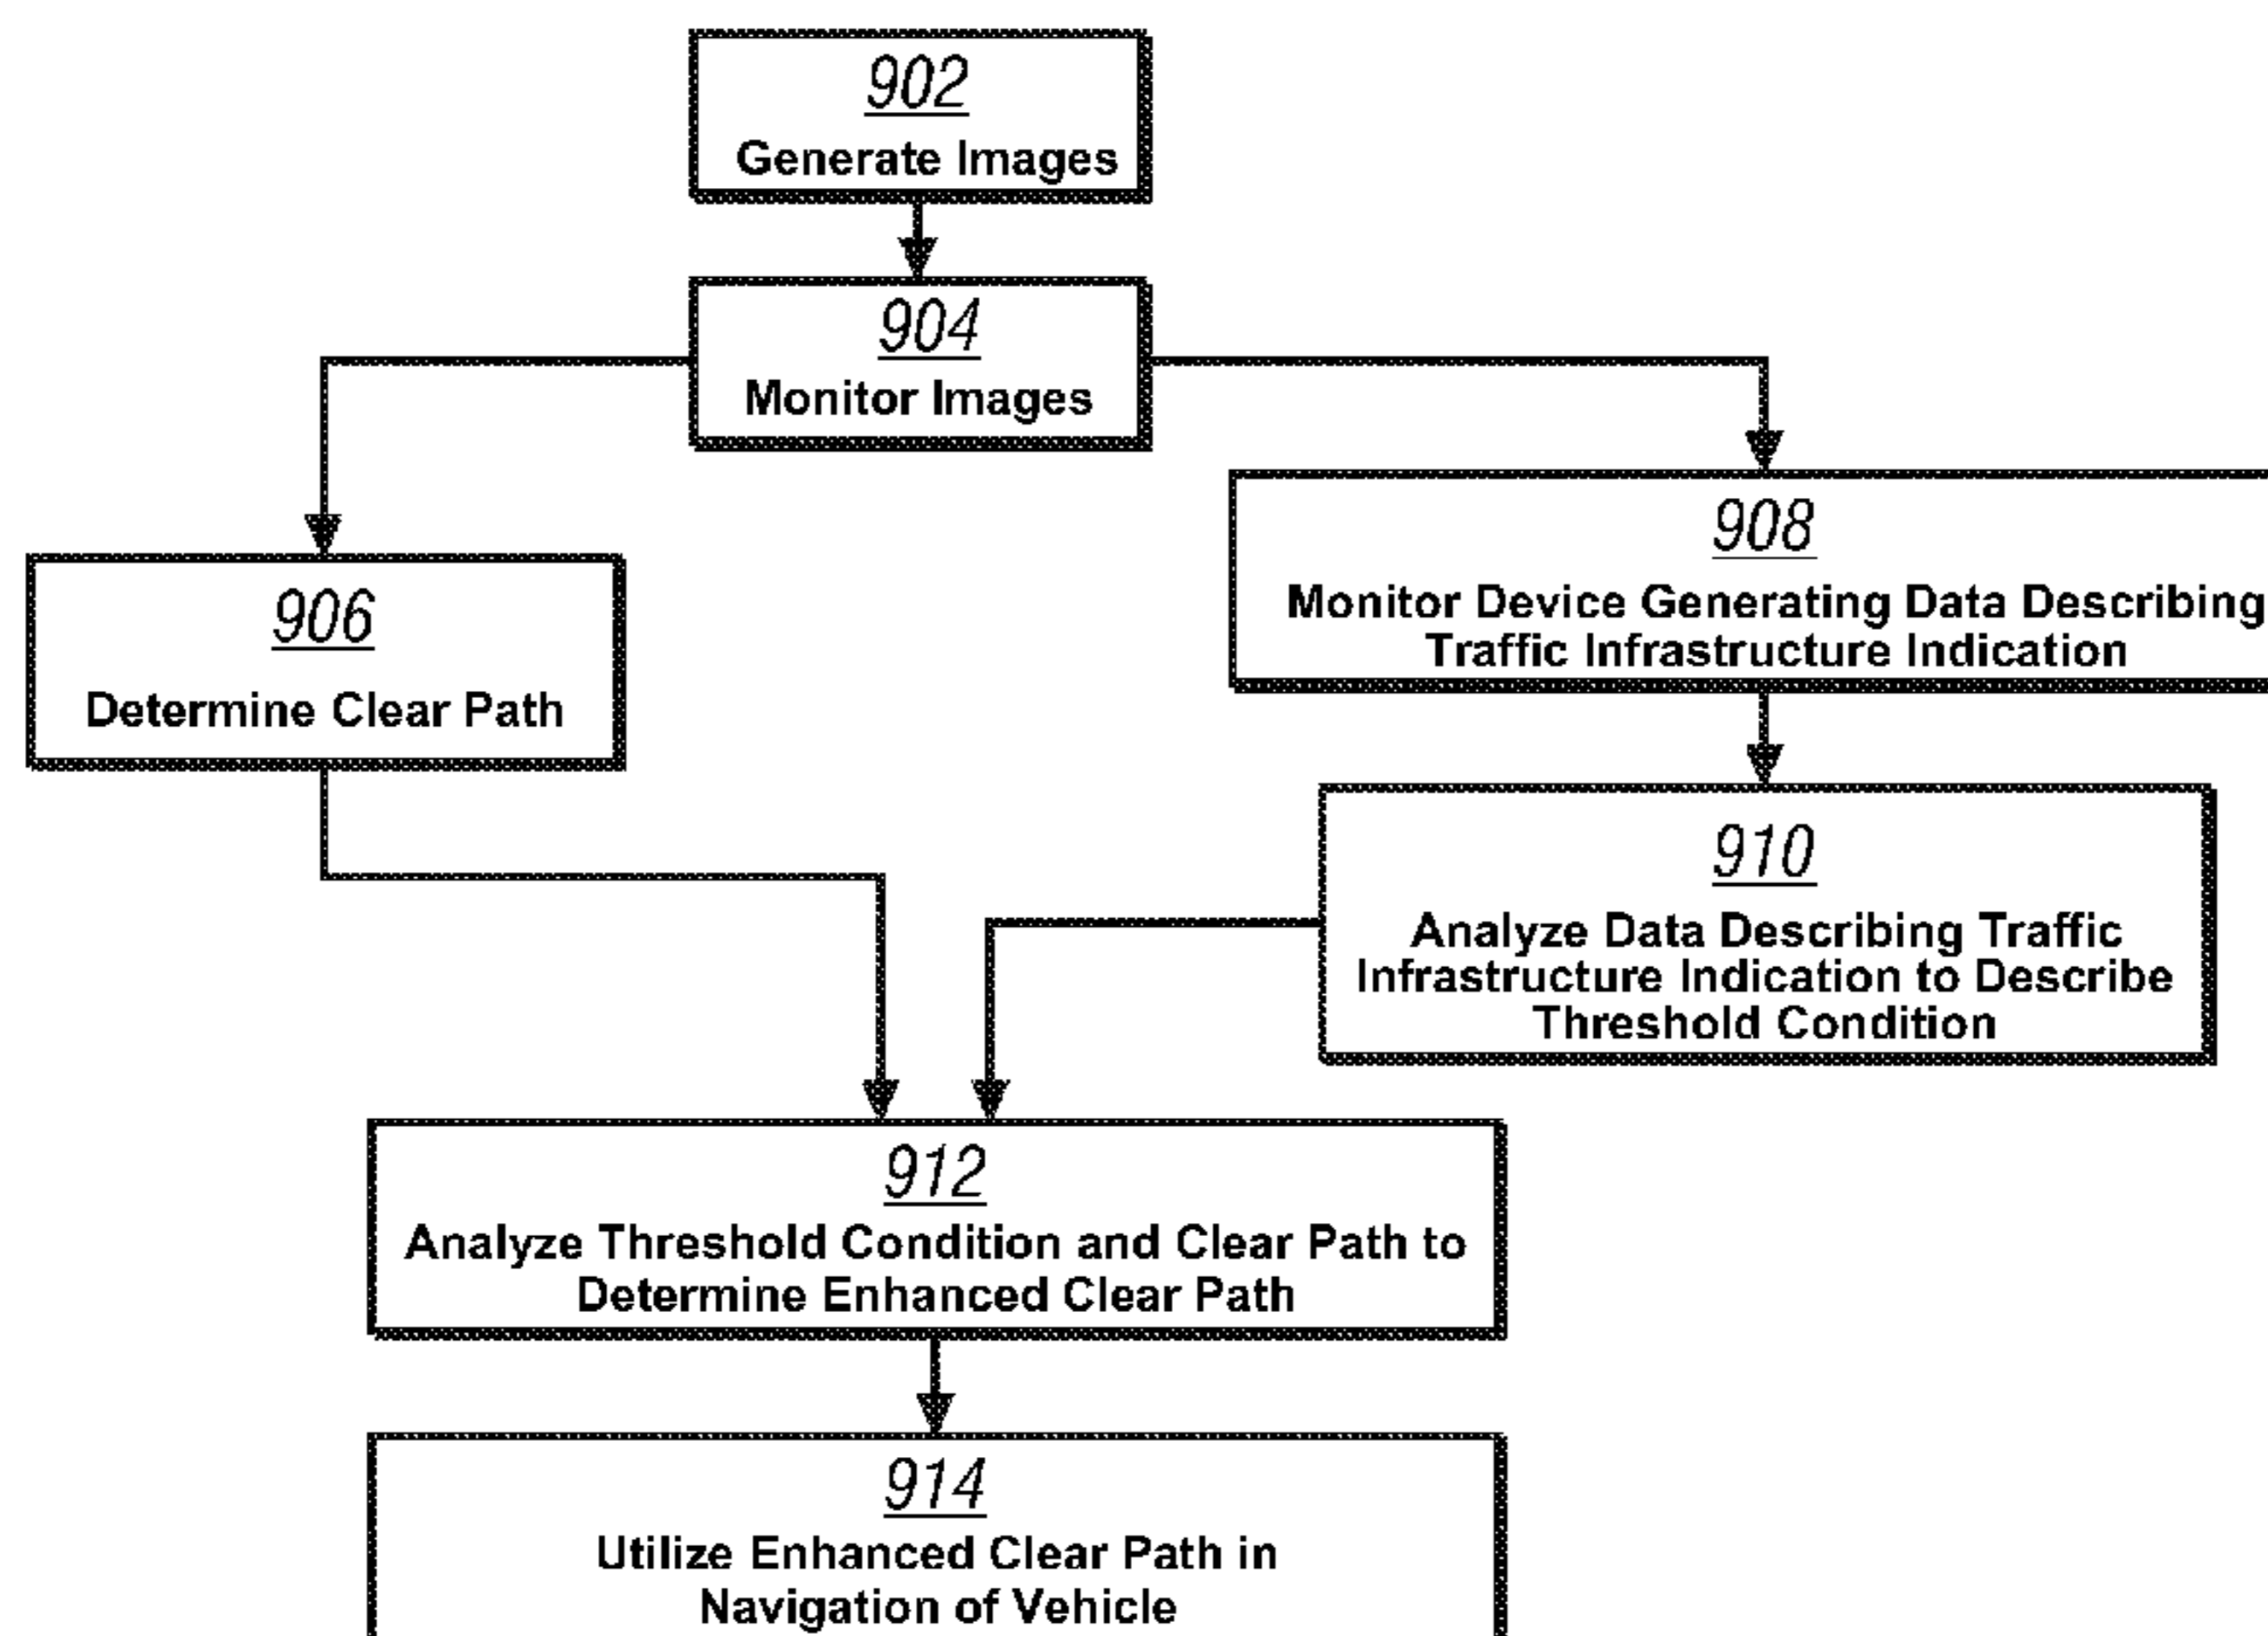 902
Generate Images
904
Monitor Images
906
Determine Clear Path
908
Monitor Device Generating Data Describing
Traffic Infrastructure Indication
910
Analyze Data Describing Traffic
Infrastructure Indication to Describe
Threshold Condition
912
Analyze Threshold Condition and Clear Path to
Determine Enhanced Clear Path
914
Utilize Enhanced Clear Path in
Navigation of Vehicle